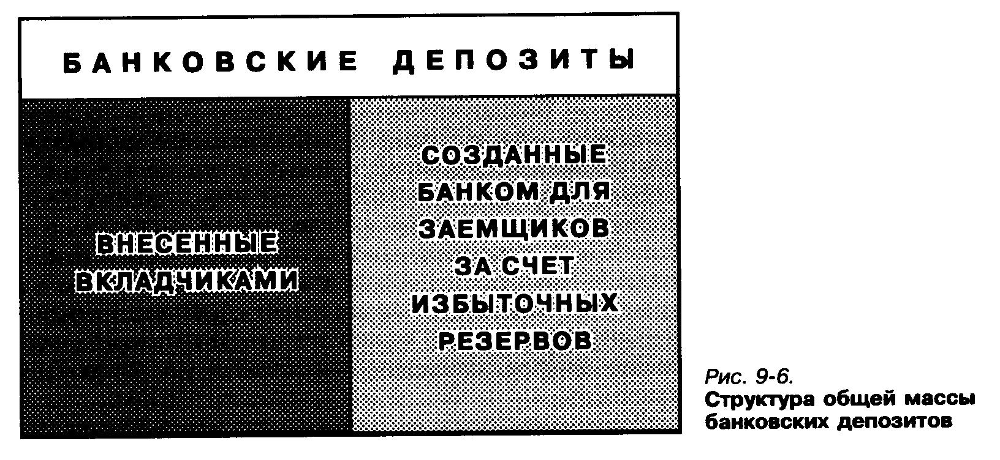 БАНКОВСКИЕ ДЕПОЗИТЫ
ВНЕСЕННЫЕ
ВКЛАДЧИКАМИ
СОЗДАННЫЕ
БАНКОМ ДЛЯ
ЗАЕМЩИКОВ
ЗА СЧЕТ
ИЗБЫТОЧНЫХ
РЕЗЕРВОВ
Рис. 9-6.
Структура общей массы
банковских депозитов